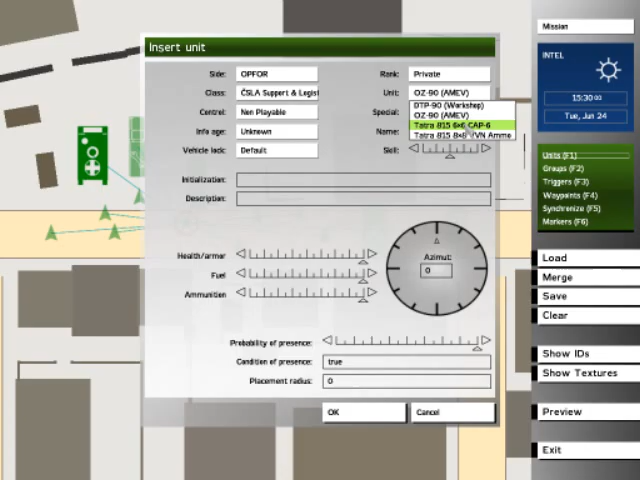 Insert unit
Side: OPFOR
Class: ČSLA Support & Logist
Control: Non Playable
Info age: Unknown
Vehicle lock: Default
Rank: Private
Unit: OZ-90 (AMEV)
Special:
DTP-90 (Workshop)
OZ-90 (AMEV)
Tatra 815 6x6 CAP-6
Tatra 815 8x8 Ammo
Name:
Skill:
Initialization:
Description:
Health/armor
Fuel
Ammunition
Azimut:
0
Probability of presence:
Condition of presence: true
Placement radius: 0
OK
Cancel
Mission
INTEL
15:30:00
Tue, Jun 24
Units (F1)
Groups (F2)
Triggers (F3)
Waypoints (F4)
Synchronize (F5)
Markers (F6)
Load
Merge
Save
Clear
Show IDs
Show Textures
Preview
Exit